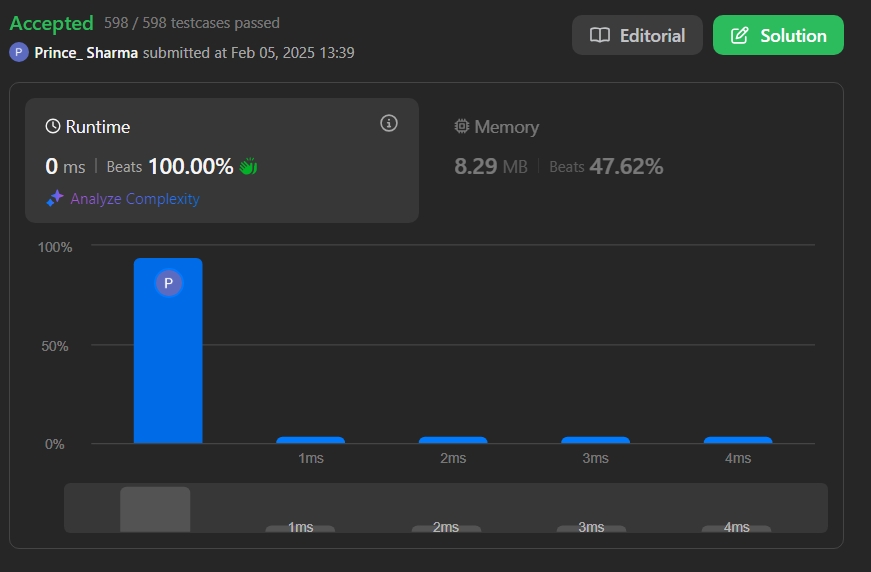 Accepted 598 / 598 testcases passed
Editorial
Solution
P Prince_ Sharma submitted at Feb 05, 2025 13:39
Runtime
0 ms | Beats 100.00%
Analyze Complexity
Memory
8.29 MB | Beats 47.62%
100%
P
50%
0%
1ms 2ms 3ms 4ms
1ms 2ms 3ms 4ms